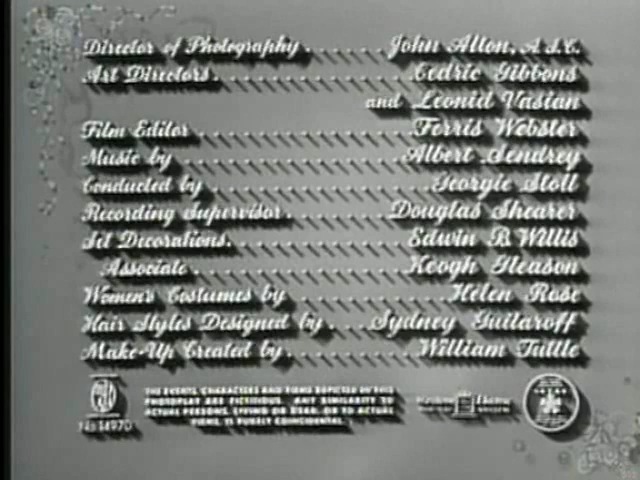 Director of Photography.......... John Alton, A.S.C.
Art Directors.................... Cedric Gibbons
and Leonid Vasian
Film Editor...................... Ferris Webster
Music by......................... Albert Sendrey
Conducted by..................... Georgie Stoll
Recording Supervisor............. Douglas Shearer
Set Decorations.................. Edwin B. Willis
Associate........................ Keogh Gleason
Women's Costumes by.............. Helen Rose
Hair Styles Designed by.... Sydney Guilaroff
Make-Up Created by............... William Tuttle
THE EVENTS, CHARACTERS AND FIRMS DEPICTED IN THIS
PHOTOPLAY ARE FICTITIOUS. ANY SIMILARITY TO
ACTUAL PERSONS, LIVING OR DEAD, OR TO ACTUAL
FIRMS, IS PURELY COINCIDENTAL.
No. 14970